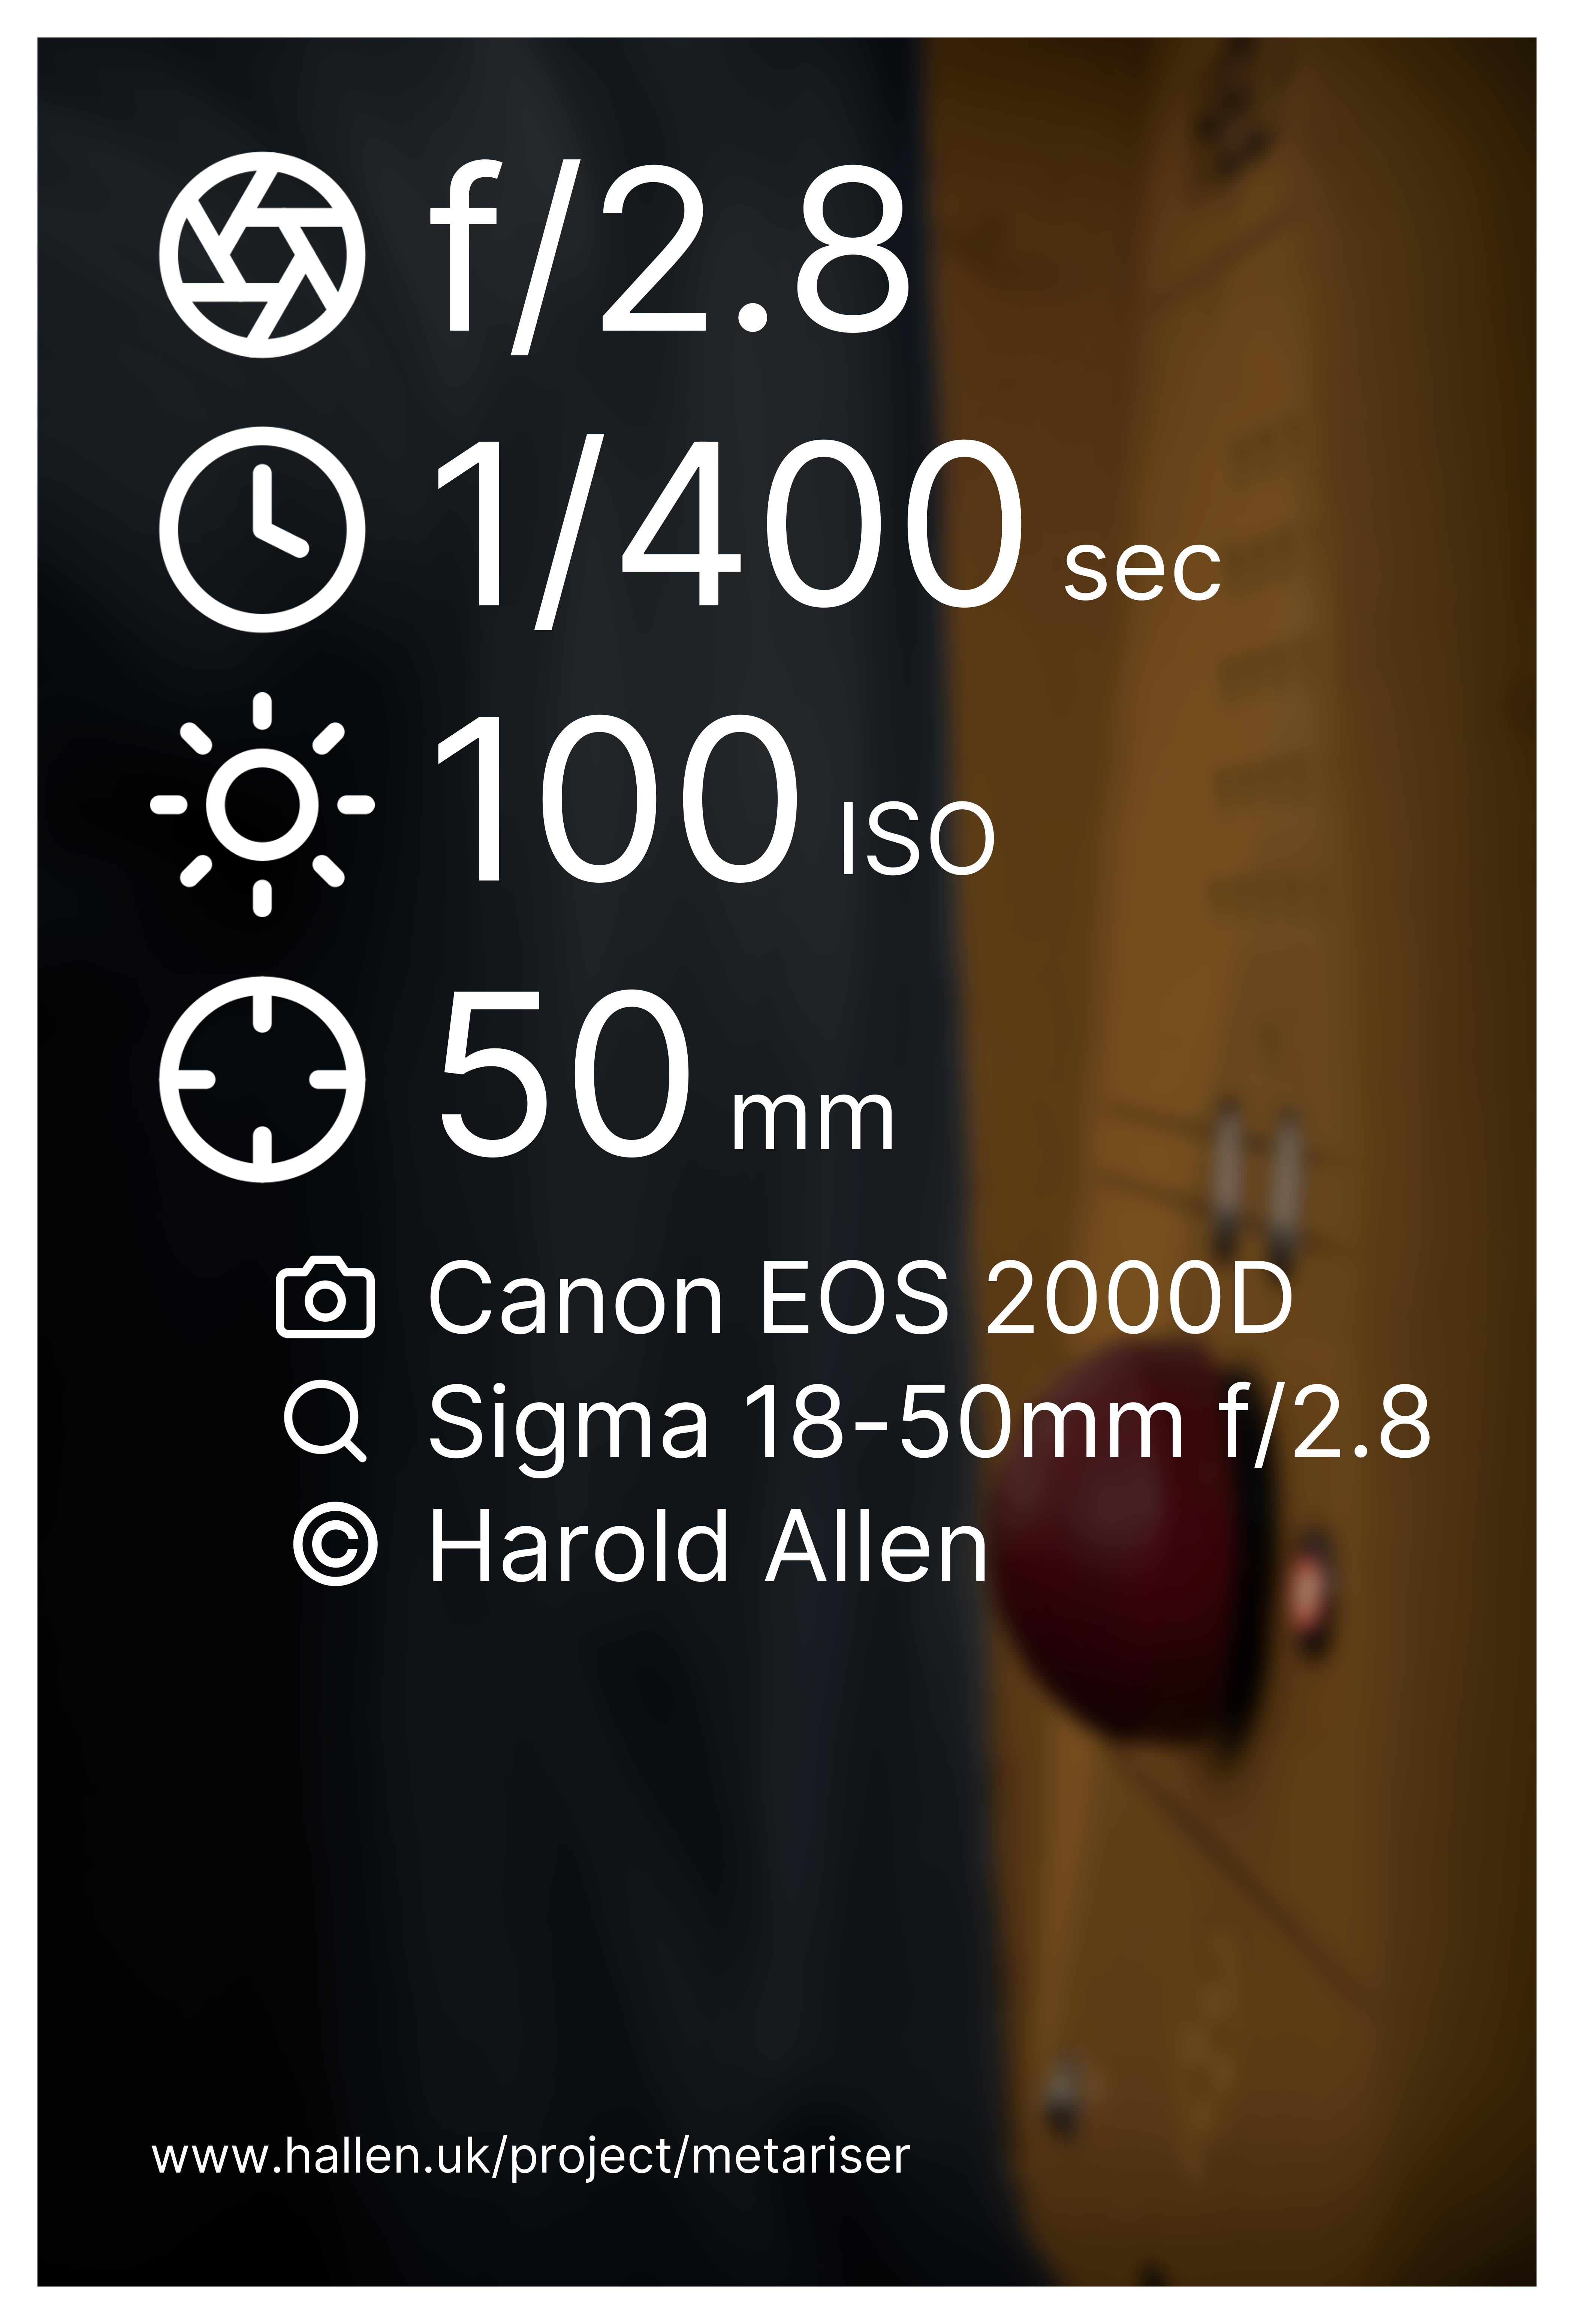 f/2.8
1/400 sec
100 ISO
50 mm
Canon EOS 2000D
Sigma 18-50mm f/2.8
© Harold Allen
www.hallen.uk/project/metariser